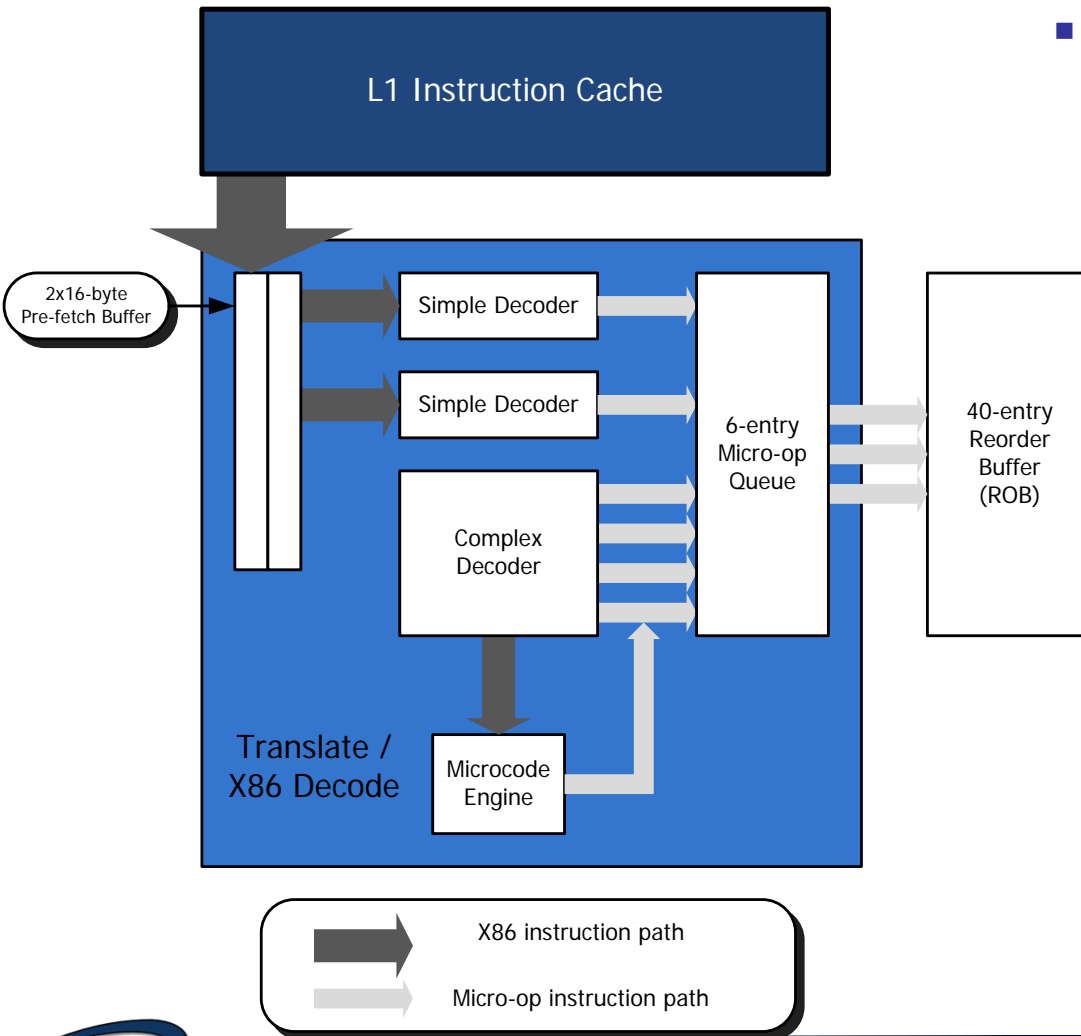 L1 Instruction Cache
2x16-byte
Pre-fetch Buffer
Simple Decoder
Simple Decoder
Complex
Decoder
6-entry
Micro-op
Queue
40-entry
Reorder
Buffer
(ROB)
Translate /
X86 Decode
Microcode
Engine
X86 instruction path
Micro-op instruction path